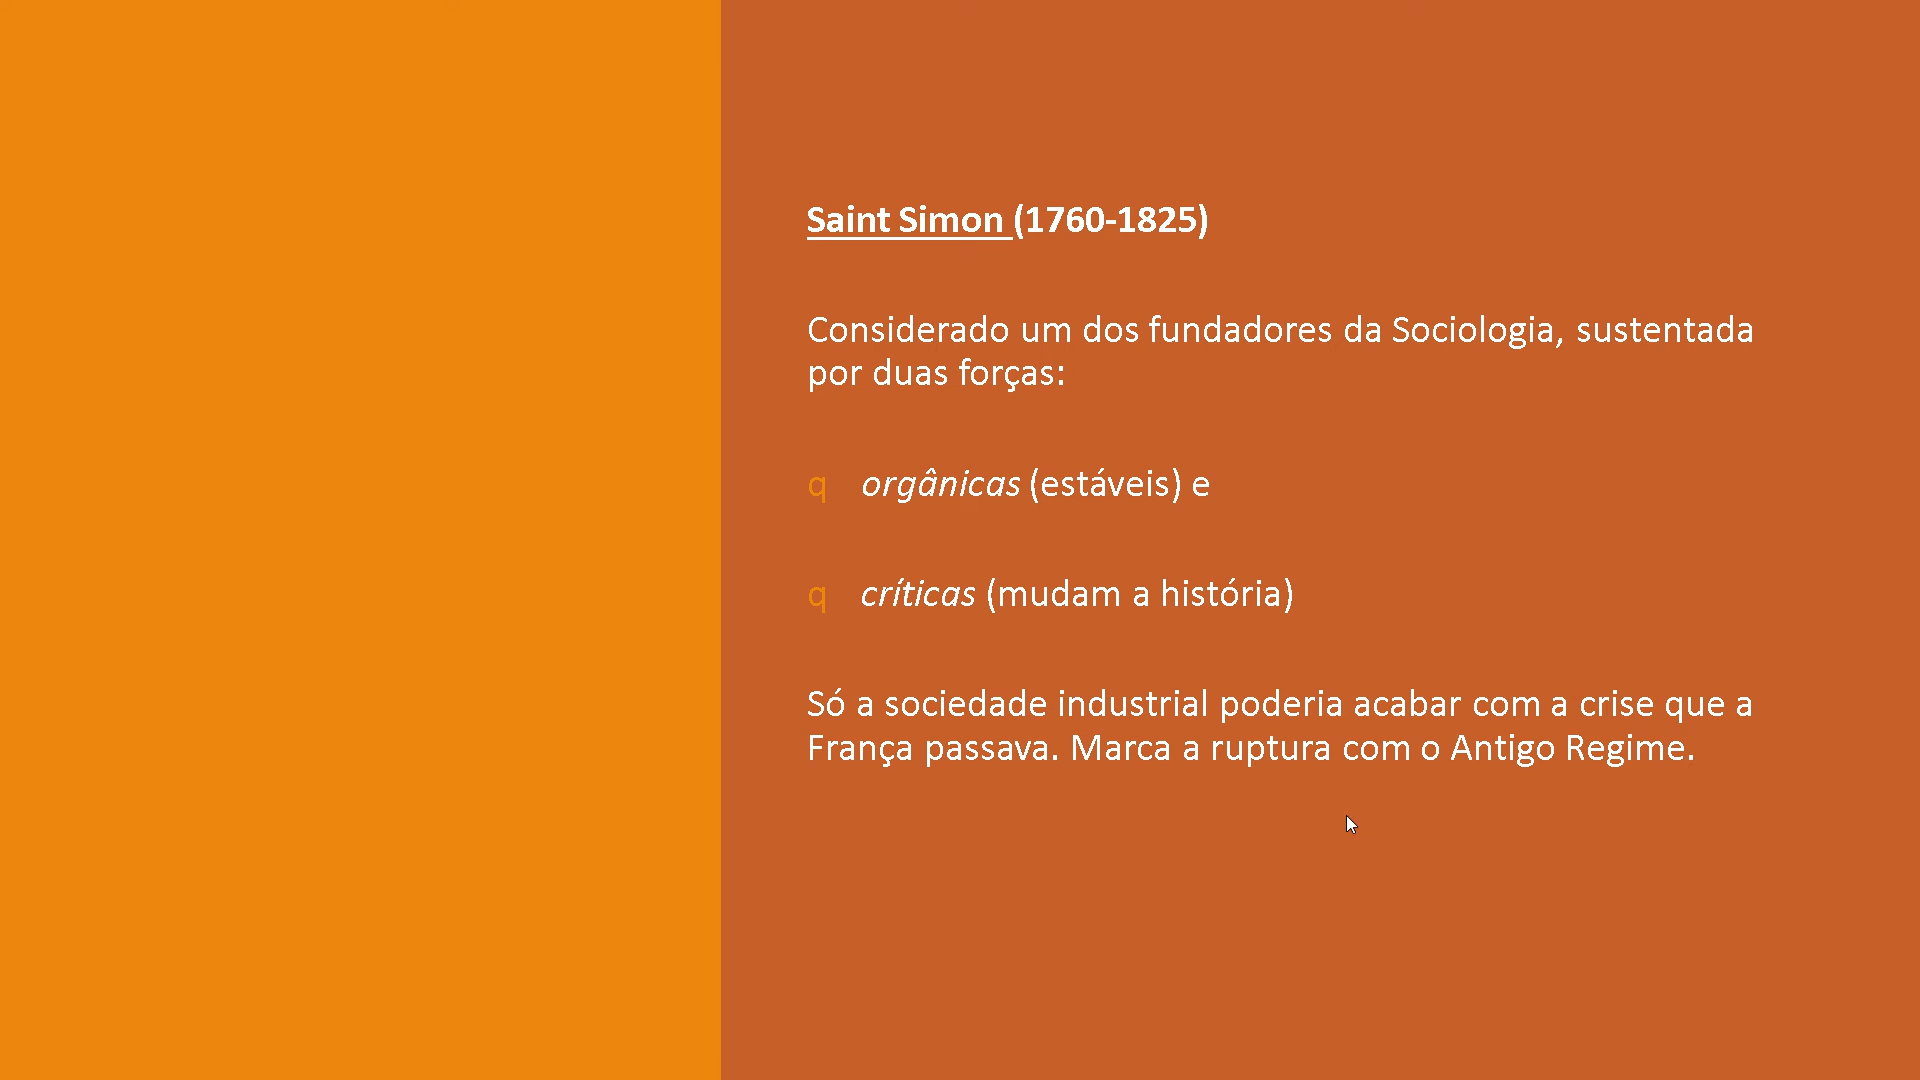 Saint Simon (1760-1825)
Considerado um dos fundadores da Sociologia, sustentada
por duas forças:
q orgânicas (estáveis) e
q críticas (mudam a história)
Só a sociedade industrial poderia acabar com a crise que a
França passava. Marca a ruptura com o Antigo Regime.